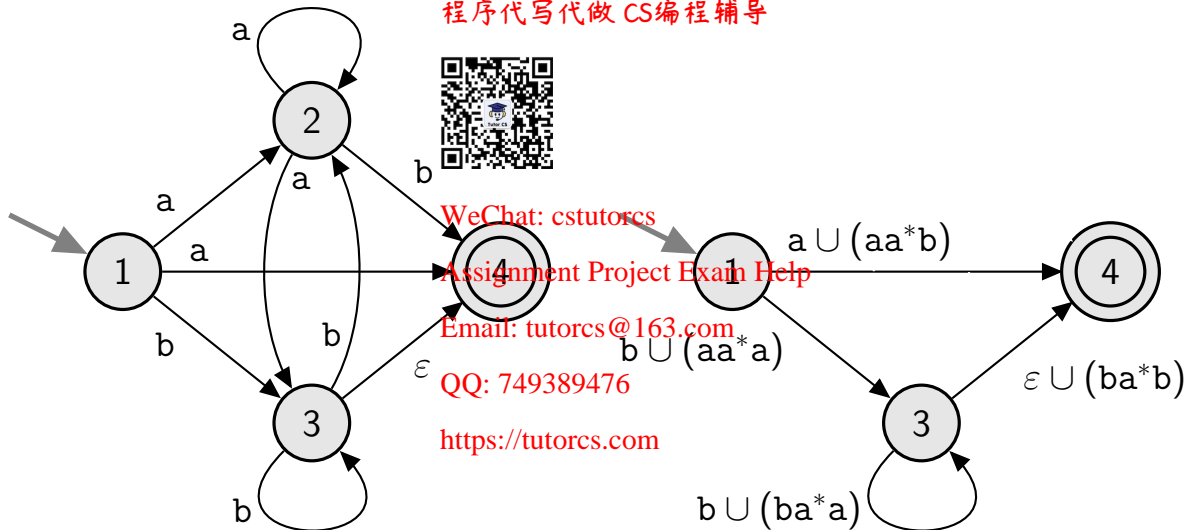 程序代写代做 CS编程辅导
Tutor CS
a
2
a
b
WeChat: cstutorcs
a
a
1
4
b
b
ε
Assignment Project Exam Help
Email: tutorcs@163.com
QQ: 749389476
https://tutorcs.com
3
b
a ∪ (aa*b)
1
4
b ∪ (aa*a)
ε ∪ (ba*b)
3
b ∪ (ba*a)